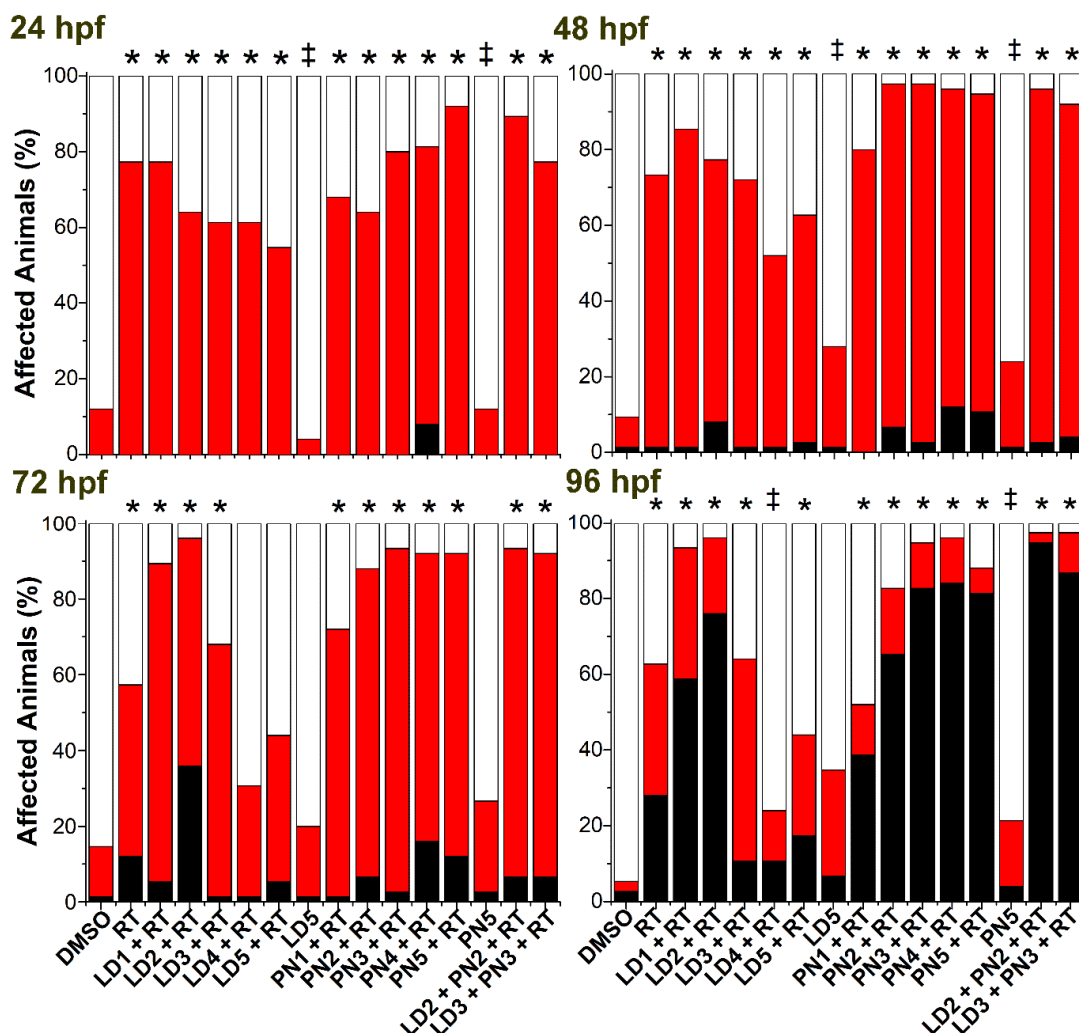 24 hpf
* * * * * * ‡ * * * * * ‡ * *
Affected Animals (%)
100
80
60
40
20
0
48 hpf
* * * * * * ‡ * * * * * ‡ * *
100
80
60
40
20
0
72 hpf
* * * * * * * * * * *
Affected Animals (%)
100
80
60
40
20
0
DMSO
RT
LD1 + RT
LD2 + RT
LD3 + RT
LD4 + RT
LD5 + RT
LD5
PN1 + RT
PN2 + RT
PN3 + RT
PN4 + RT
PN5 + RT
PN5
LD2 + PN2 + RT
LD3 + PN3 + RT
96 hpf
* * * * ‡ * * * * * * ‡ * *
100
80
60
40
20
0
DMSO
RT
LD1 + RT
LD2 + RT
LD3 + RT
LD4 + RT
LD5 + RT
LD5
PN1 + RT
PN2 + RT
PN3 + RT
PN4 + RT
PN5 + RT
PN5
LD2 + PN2 + RT
LD3 + PN3 + RT